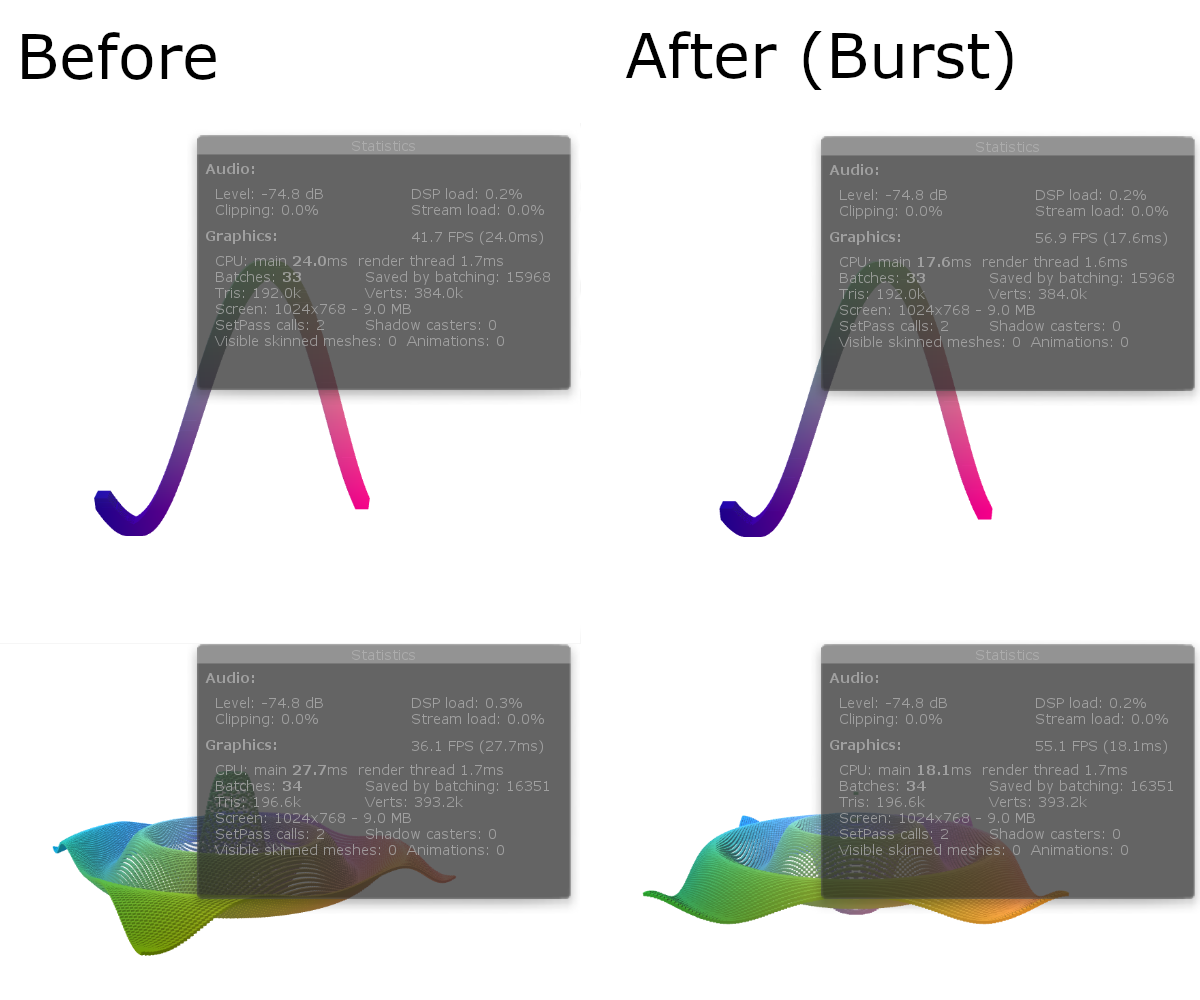 Before
After (Burst)
Statistics
Audio:
Level: -74.8 dB DSP load: 0.2%
Clipping: 0.0% Stream load: 0.0%
Graphics: 41.7 FPS (24.0ms)
CPU: main 24.0ms render thread 1.7ms
Batches: 33 Saved by batching: 15968
Tris: 192.0k Verts: 384.0k
Screen: 1024x768 - 9.0 MB
SetPass calls: 2 Shadow casters: 0
Visible skinned meshes: 0 Animations: 0
Statistics
Audio:
Level: -74.8 dB DSP load: 0.2%
Clipping: 0.0% Stream load: 0.0%
Graphics: 56.9 FPS (17.6ms)
CPU: main 17.6ms render thread 1.6ms
Batches: 33 Saved by batching: 15968
Tris: 192.0k Verts: 384.0k
Screen: 1024x768 - 9.0 MB
SetPass calls: 2 Shadow casters: 0
Visible skinned meshes: 0 Animations: 0
Statistics
Audio:
Level: -74.8 dB DSP load: 0.3%
Clipping: 0.0% Stream load: 0.0%
Graphics: 36.1 FPS (27.7ms)
CPU: main 27.7ms render thread 1.7ms
Batches: 34 Saved by batching: 16351
Tris: 196.6k Verts: 393.2k
Screen: 1024x768 - 9.0 MB
SetPass calls: 2 Shadow casters: 0
Visible skinned meshes: 0 Animations: 0
Statistics
Audio:
Level: -74.8 dB DSP load: 0.2%
Clipping: 0.0% Stream load: 0.0%
Graphics: 55.1 FPS (18.1ms)
CPU: main 18.1ms render thread 1.7ms
Batches: 34 Saved by batching: 16351
Tris: 196.6k Verts: 393.2k
Screen: 1024x768 - 9.0 MB
SetPass calls: 2 Shadow casters: 0
Visible skinned meshes: 0 Animations: 0